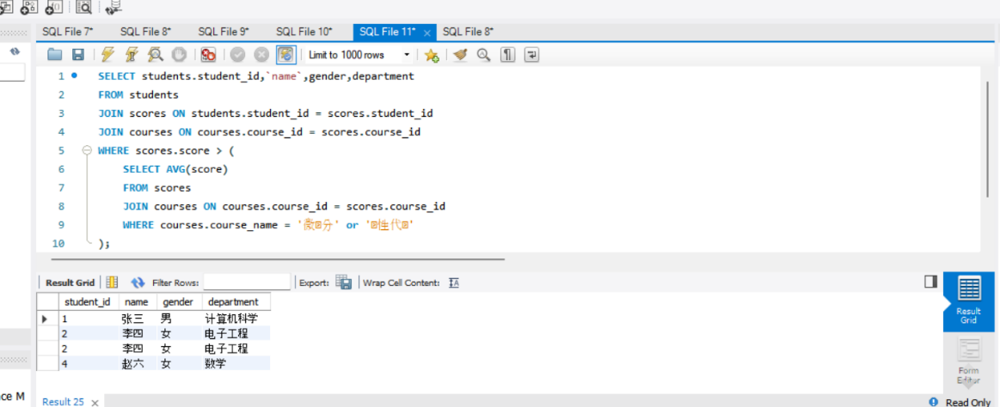 SQL File 7* SQL File 8* SQL File 9* SQL File 10* SQL File 11* SQL File 8*
Limit to 1000 rows
1 SELECT students.student_id,`name`,gender,department
2 FROM students
3 JOIN scores ON students.student_id = scores.student_id
4 JOIN courses ON courses.course_id = scores.course_id
5 WHERE scores.score > (
6 SELECT AVG(score)
7 FROM scores
8 JOIN courses ON courses.course_id = scores.course_id
9 WHERE courses.course_name = '微分' or '性代'
10 );
Result Grid Filter Rows: Export: Wrap Cell Content:
student_id name gender department
1 张三 男 计算机科学
2 李四 女 电子工程
2 李四 女 电子工程
4 赵六 女 数学
Result Grid
Form Editor
ce M
Result 25
Read Only